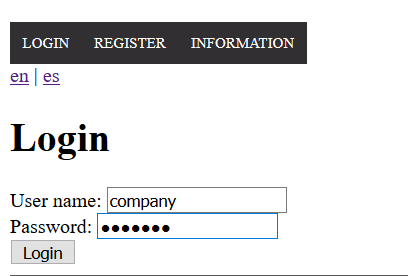 LOGIN REGISTER INFORMATION
en | es
Login
User name: company
Password: ●●●●●●●
Login